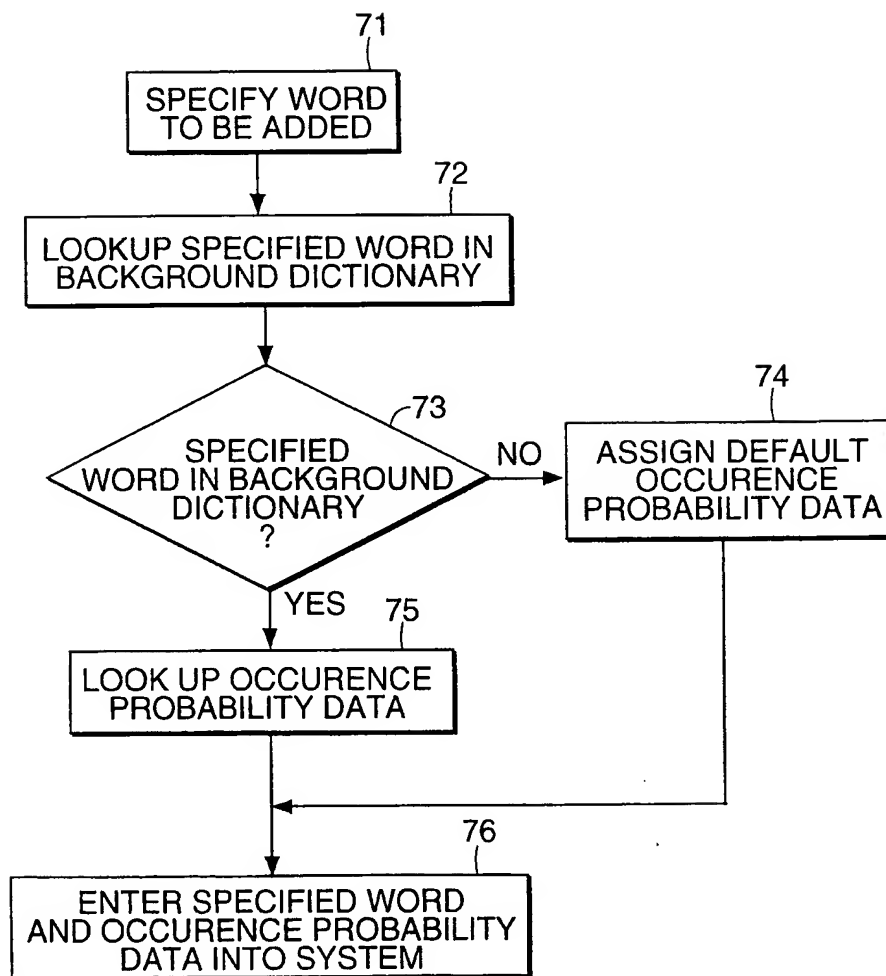 71
SPECIFY WORD
TO BE ADDED
72
LOOKUP SPECIFIED WORD IN
BACKGROUND DICTIONARY
73
SPECIFIED
WORD IN BACKGROUND
DICTIONARY
?
NO
74
ASSIGN DEFAULT
OCCURENCE
PROBABILITY DATA
YES
75
LOOK UP OCCURENCE
PROBABILITY DATA
76
ENTER SPECIFIED WORD
AND OCCURENCE PROBABILITY
DATA INTO SYSTEM